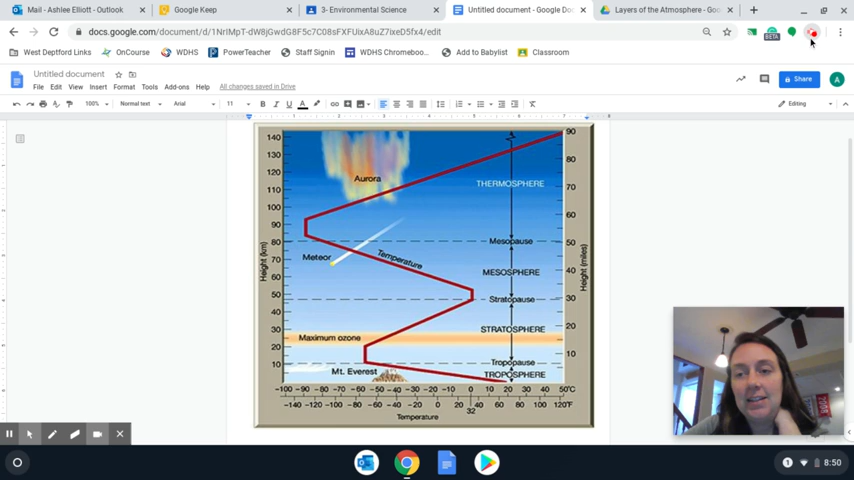 Mail - Ashlee Elliott - Outlook
Google Keep
3- Environmental Science
Untitled document - Google Do
Layers of the Atmosphere - Goo
docs.google.com/document/d/1NrIMpT-dW8jGwdG8F5c7C08sFXFUixA8uZ7ixeD5fx4/edit
BETA
West Deptford Links
OnCourse
WDHS
PowerTeacher
Staff Signin
WDHS Chromeboo...
Add to Babylist
Classroom
Untitled document
File Edit View Insert Format Tools Add-ons Help All changes saved in Drive
Share
A
100% Normal text Arial 11 B I U A
Editing
140 130 120 110 100 90 80 70 60 50 40 30 20 10
Height (km)
90 80 70 60 50 40 30 20 10
Height (miles)
Aurora
THERMOSPHERE
Mesopause
Meteor
Temperature
MESOSPHERE
Stratopause
STRATOSPHERE
Maximum ozone
Tropopause
Mt. Everest
TROPOSPHERE
-100 -90 -80 -70 -60 -50 -40 -30 -20 -10 0 10 20 30 40 50°C
-140 -120 -100 -80 -60 -40 -20 0 20 40 60 80 100 120°F
32
Temperature
1
8:50